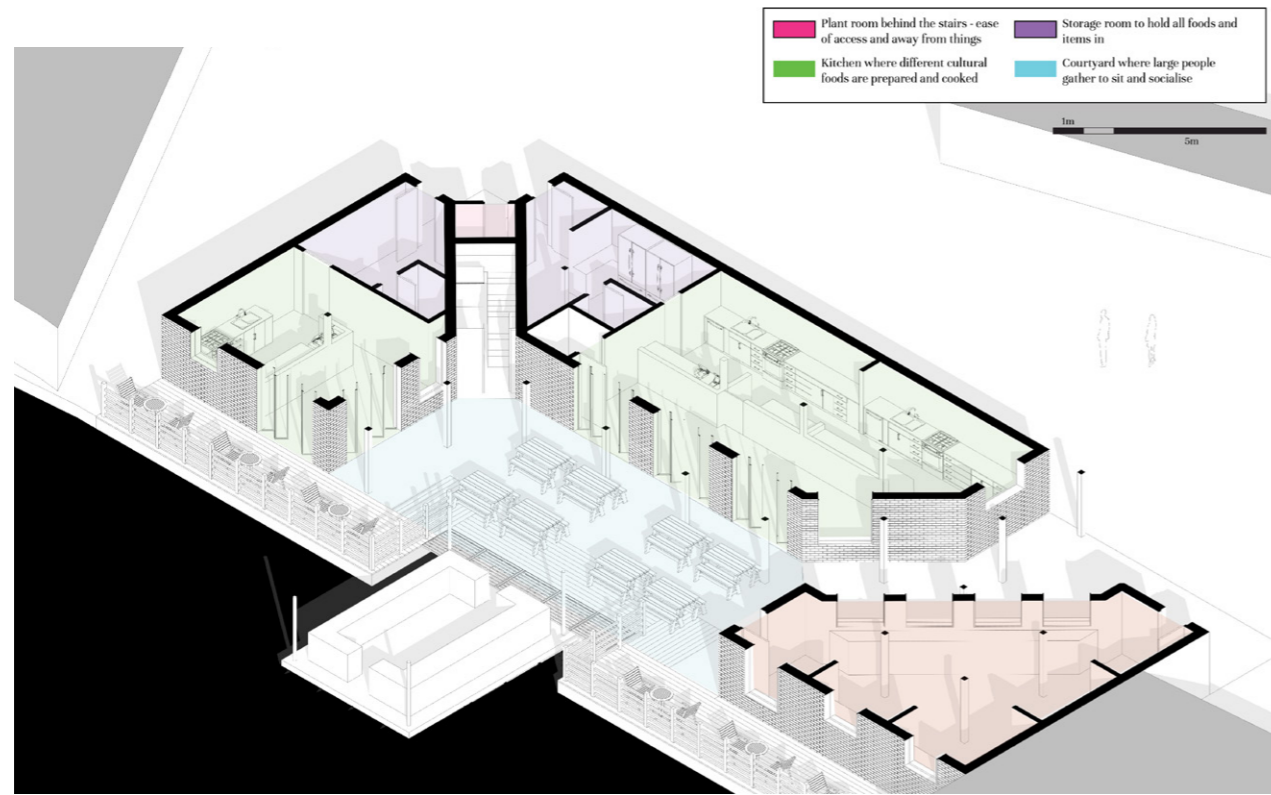 Plant room behind the stairs - ease
of access and away from things
Kitchen where different cultural
foods are prepared and cooked
Storage room to hold all foods and
items in
Courtyard where large people
gather to sit and socialise
1m
5m